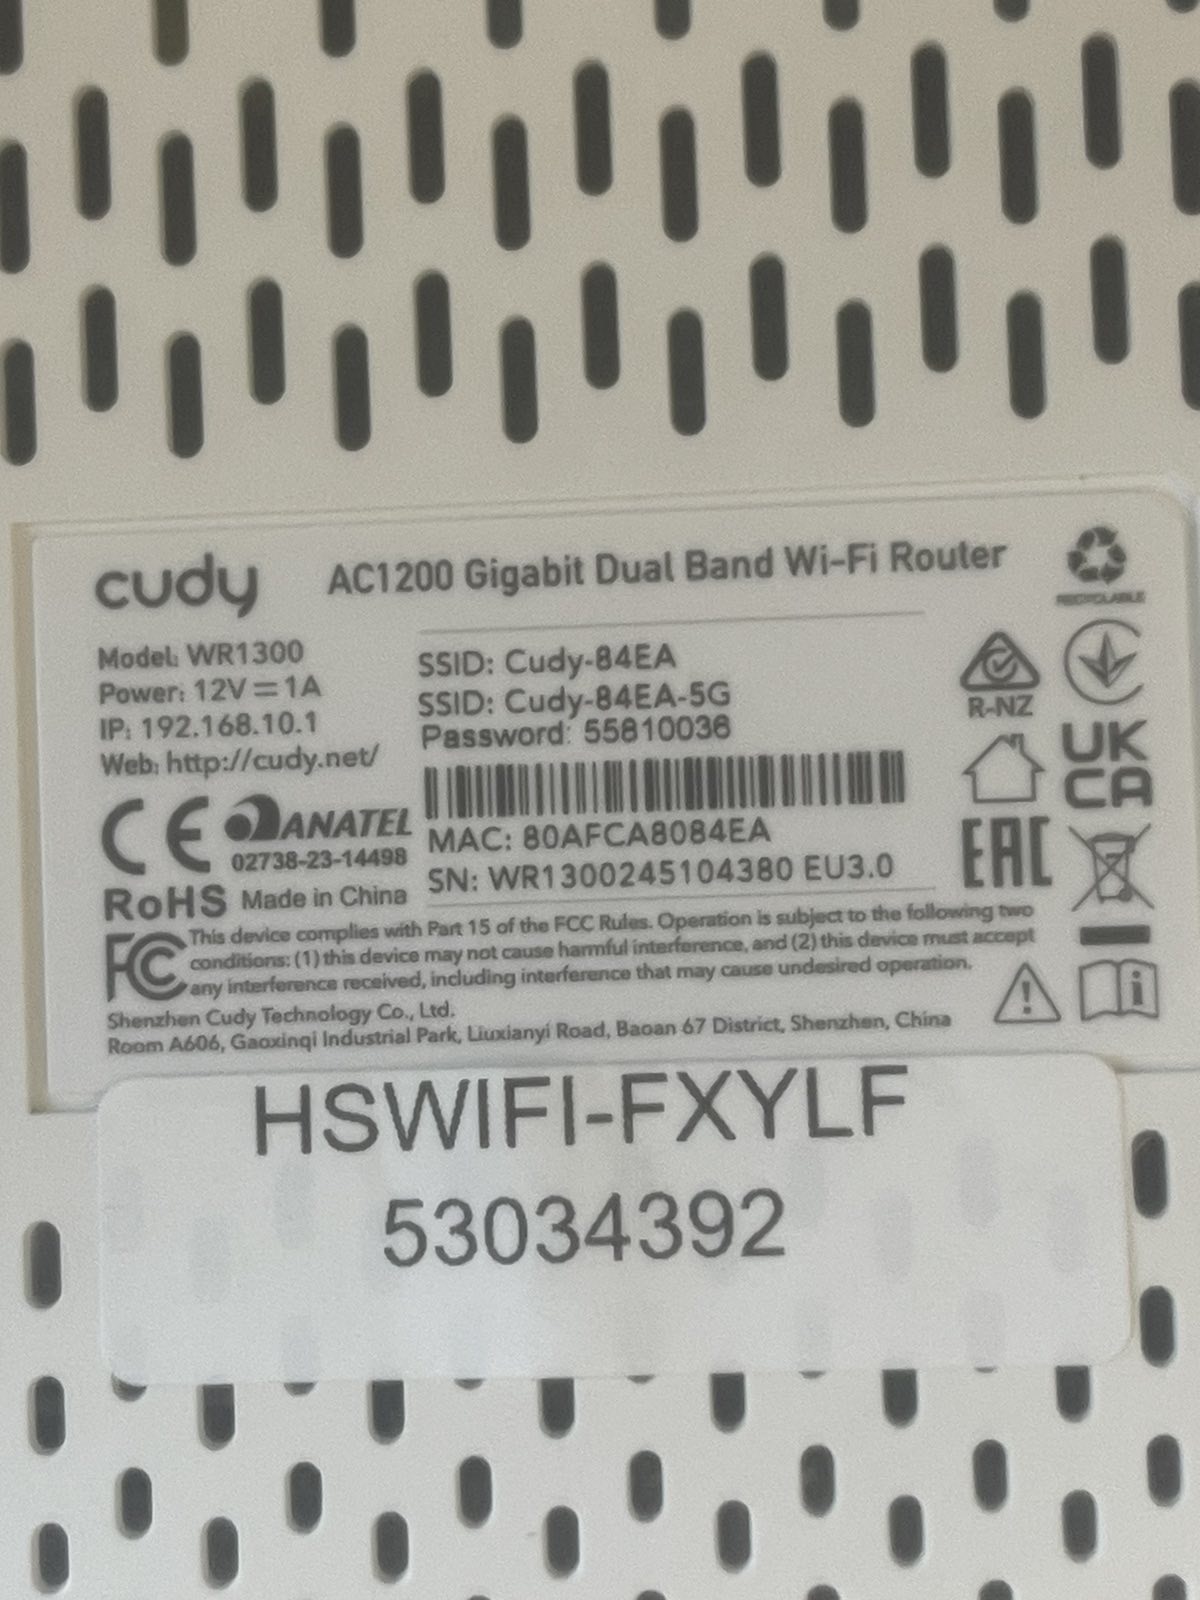 cudy
AC1200 Gigabit Dual Band Wi-Fi Router
RECYCLABLE
Model: WR1300
Power: 12V⎓1A
IP: 192.168.10.1
Web: http://cudy.net/
SSID: Cudy-84EA
SSID: Cudy-84EA-5G
Password: 55810036
R-NZ
UK
CA
CE ANATEL
02738-23-14498
MAC: 80AFCA8084EA
SN: WR1300245104380 EU3.0
EAC
RoHS Made in China
FC This device complies with Part 15 of the FCC Rules. Operation is subject to the following two
conditions: (1) this device may not cause harmful interference, and (2) this device must accept
any interference received, including interference that may cause undesired operation.
Shenzhen Cudy Technology Co., Ltd.
Room A606, Gaoxinqi Industrial Park, Liuxianyi Road, Baoan 67 District, Shenzhen, China
HSWIFI-FXYLF
53034392